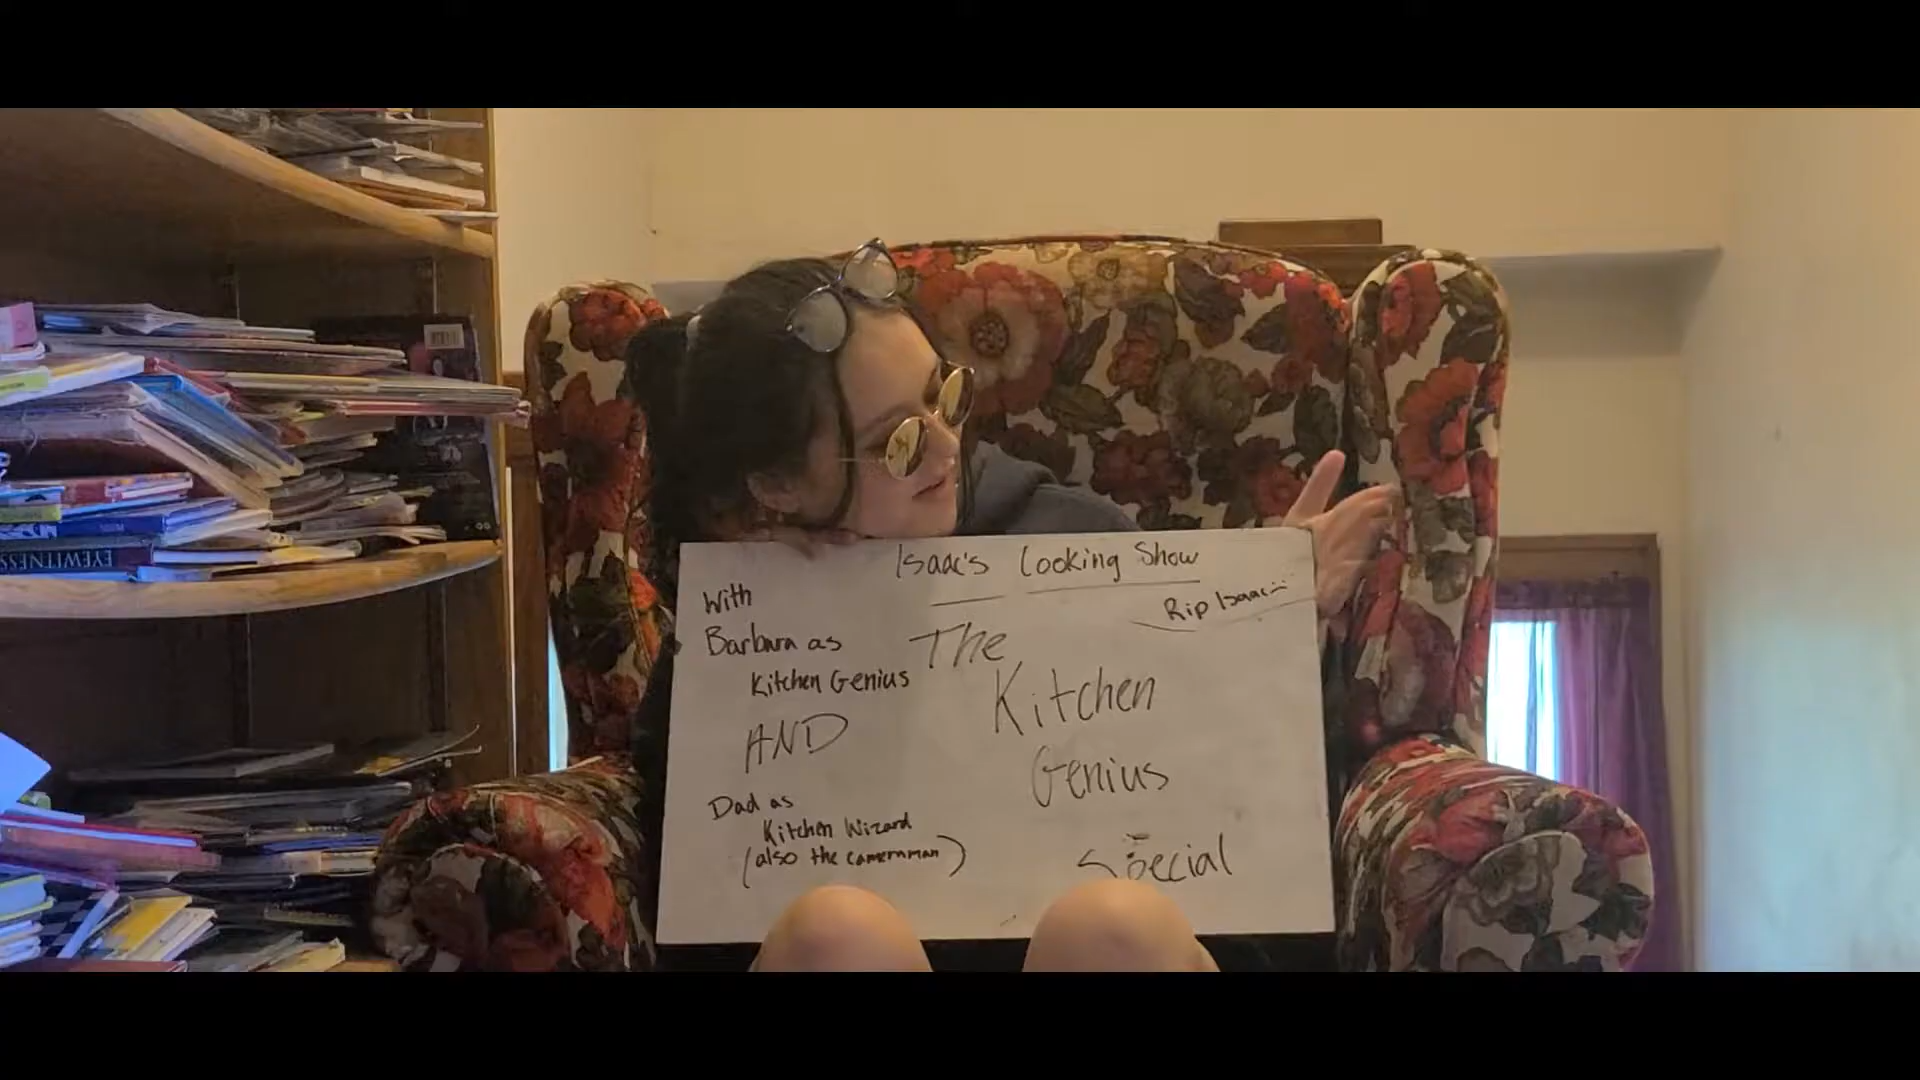 Isaac's Cooking Show
Rip Isaac
With
Barbara as
Kitchen Genius
AND
Dad as
Kitchen Wizard
(also the cameraman)
The
Kitchen
Genius
Special
EYEWITNESS